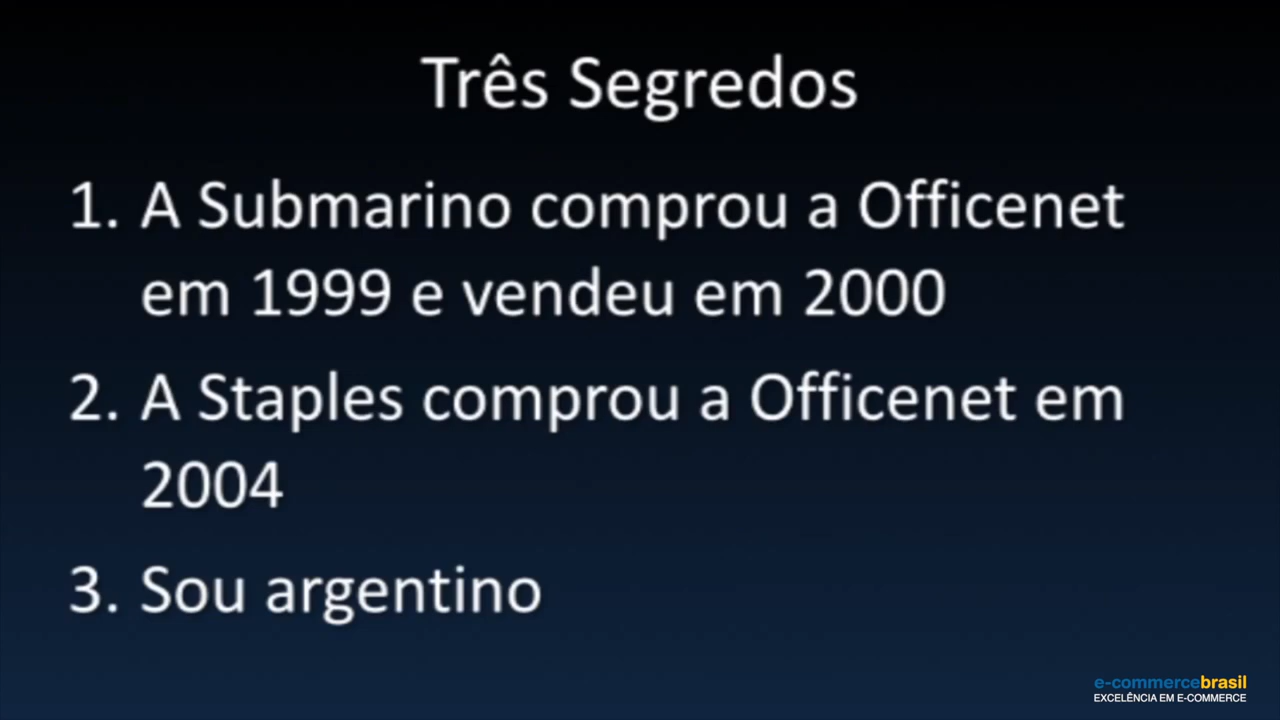 Três Segredos
1. A Submarino comprou a Officenet
em 1999 e vendeu em 2000
2. A Staples comprou a Officenet em
2004
3. Sou argentino
e-commercebrasil
EXCELÊNCIA EM E-COMMERCE